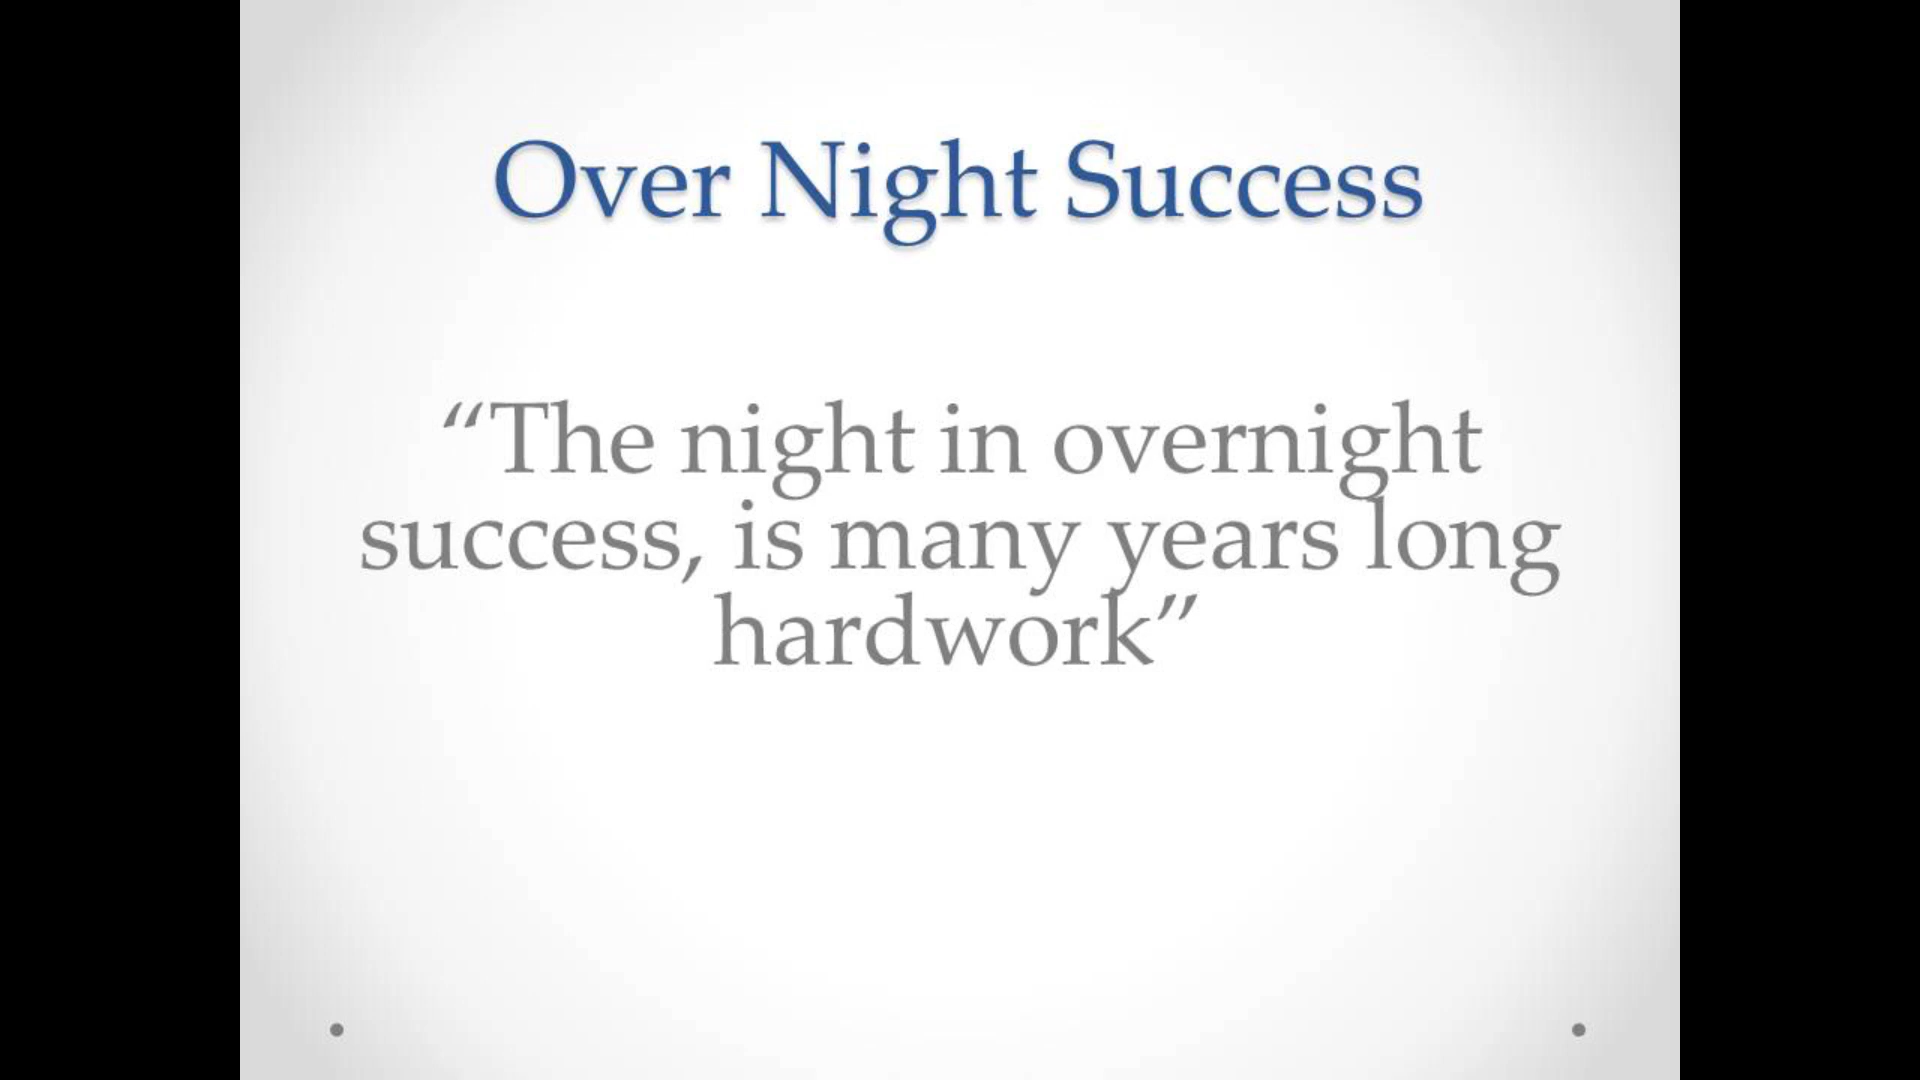 Over Night Success
“The night in overnight
success, is many years long
hardwork”